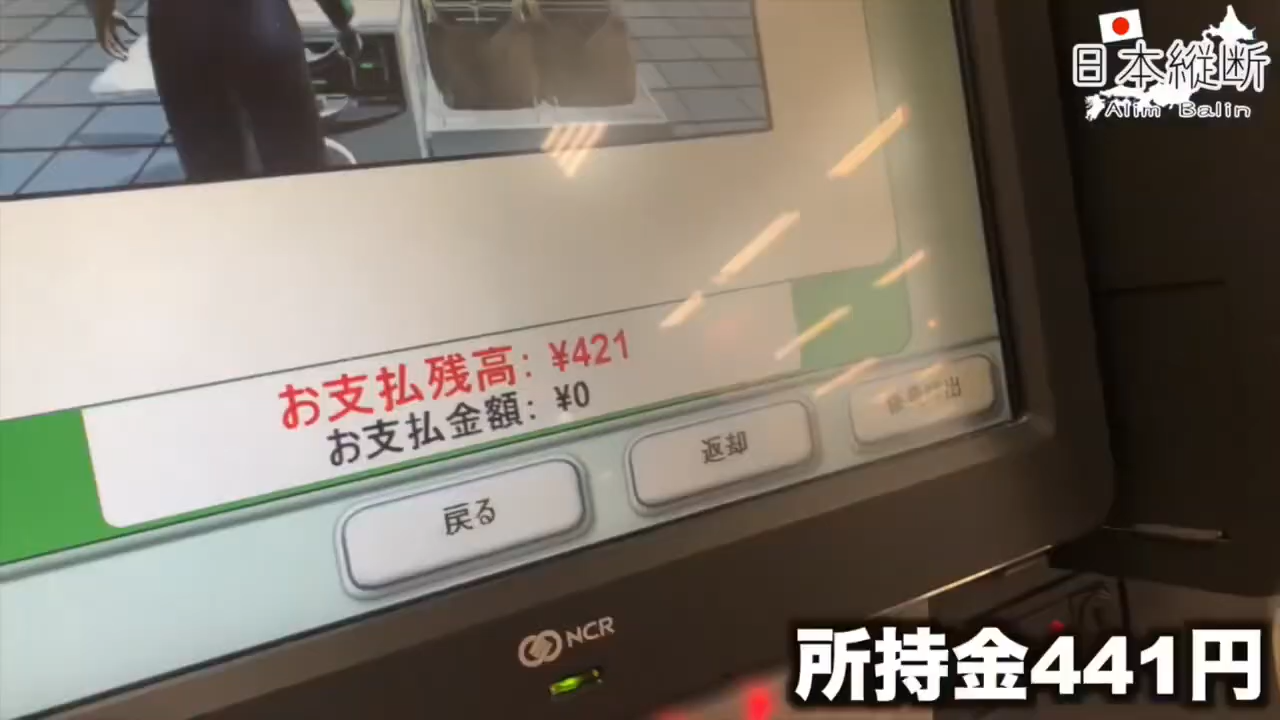 日本縦断
Alim Balin
お支払残高: ¥421
お支払金額: ¥0
返却
戻る
NCR
所持金441円